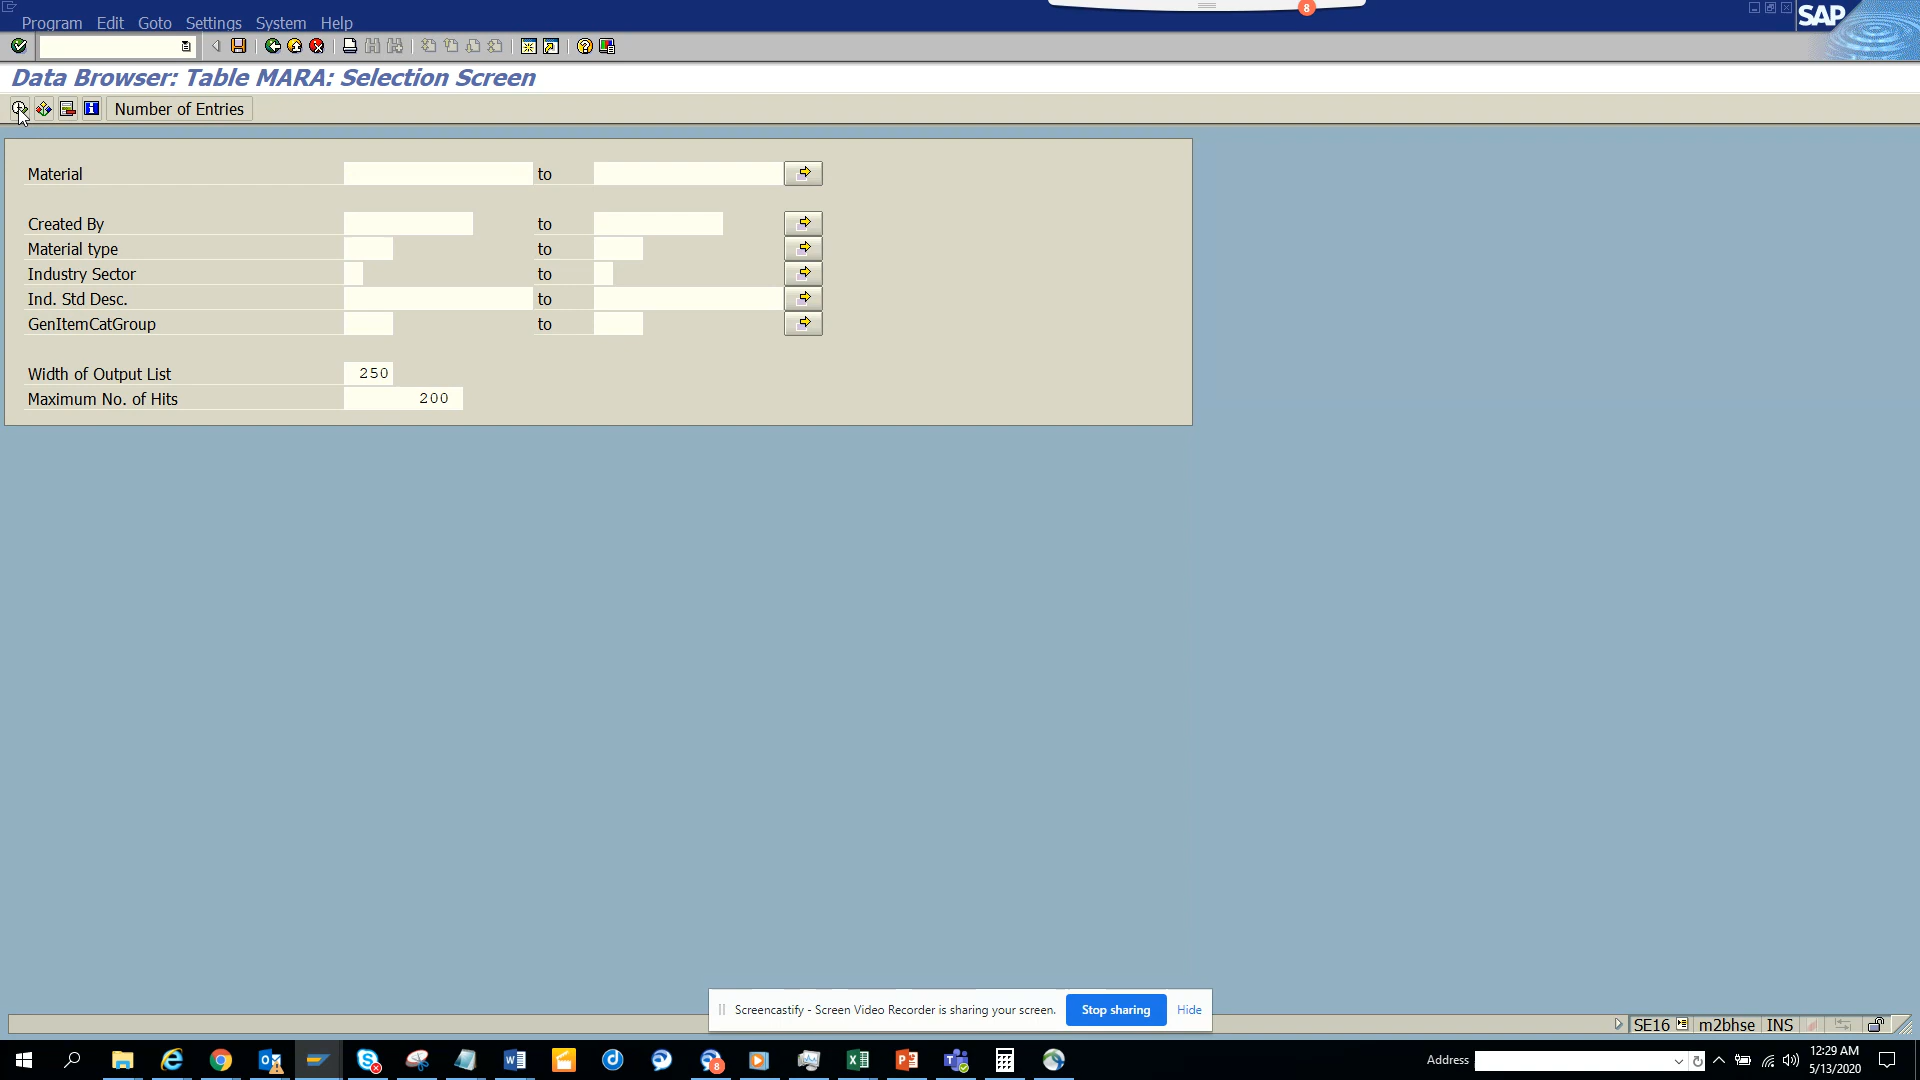 8
Program Edit Goto Settings System Help
SAP
Data Browser: Table MARA: Selection Screen
Number of Entries
Material to
Created By to
Material type to
Industry Sector to
Ind. Std Desc. to
GenItemCatGroup to
Width of Output List 250
Maximum No. of Hits 200
Screencastify - Screen Video Recorder is sharing your screen. Stop sharing Hide
SE16 m2bhse INS
8
Address
12:29 AM
5/13/2020